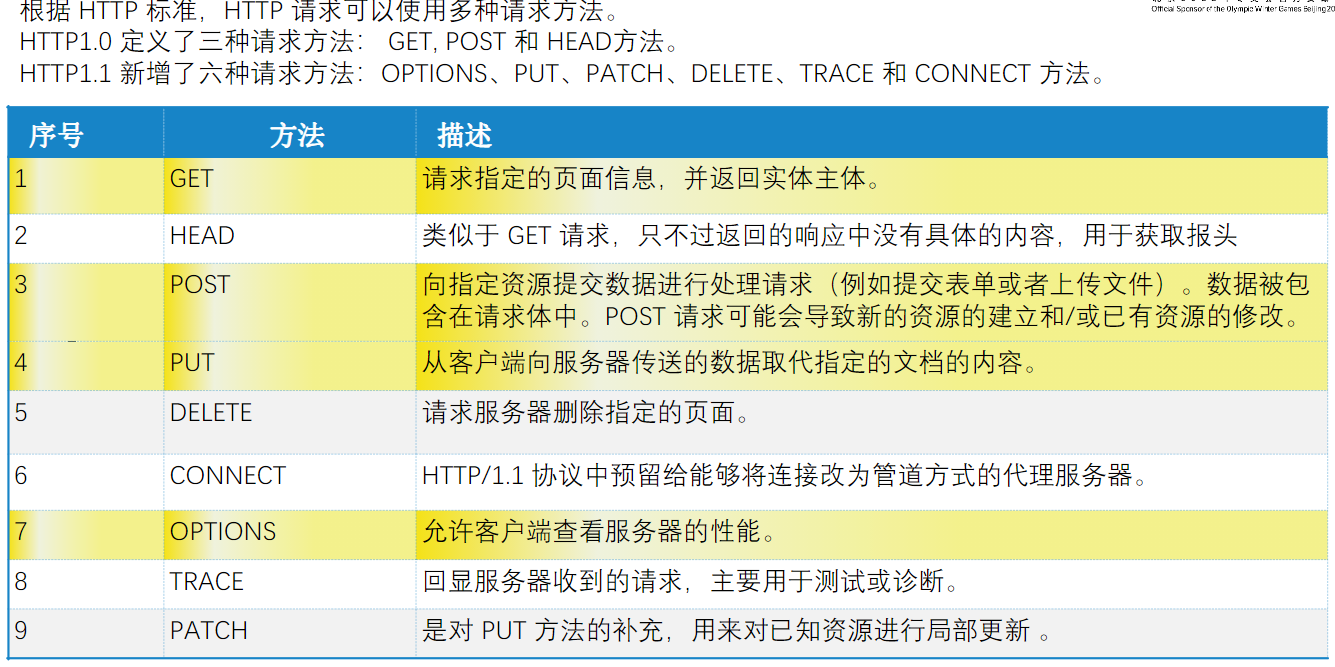 根据 HTTP 标准，HTTP 请求可以使用多种请求方法。
Official Sponsor of the Olympic Winter Games Beijing 20
HTTP1.0 定义了三种请求方法： GET, POST 和 HEAD方法。
HTTP1.1 新增了六种请求方法：OPTIONS、PUT、PATCH、DELETE、TRACE 和 CONNECT 方法。
序号 方法 描述
1 GET 请求指定的页面信息，并返回实体主体。
2 HEAD 类似于 GET 请求，只不过返回的响应中没有具体的内容，用于获取报头
3 POST 向指定资源提交数据进行处理请求（例如提交表单或者上传文件）。数据被包
含在请求体中。POST 请求可能会导致新的资源的建立和/或已有资源的修改。
4 PUT 从客户端向服务器传送的数据取代指定的文档的内容。
5 DELETE 请求服务器删除指定的页面。
6 CONNECT HTTP/1.1 协议中预留给能够将连接改为管道方式的代理服务器。
7 OPTIONS 允许客户端查看服务器的性能。
8 TRACE 回显服务器收到的请求，主要用于测试或诊断。
9 PATCH 是对 PUT 方法的补充，用来对已知资源进行局部更新 。